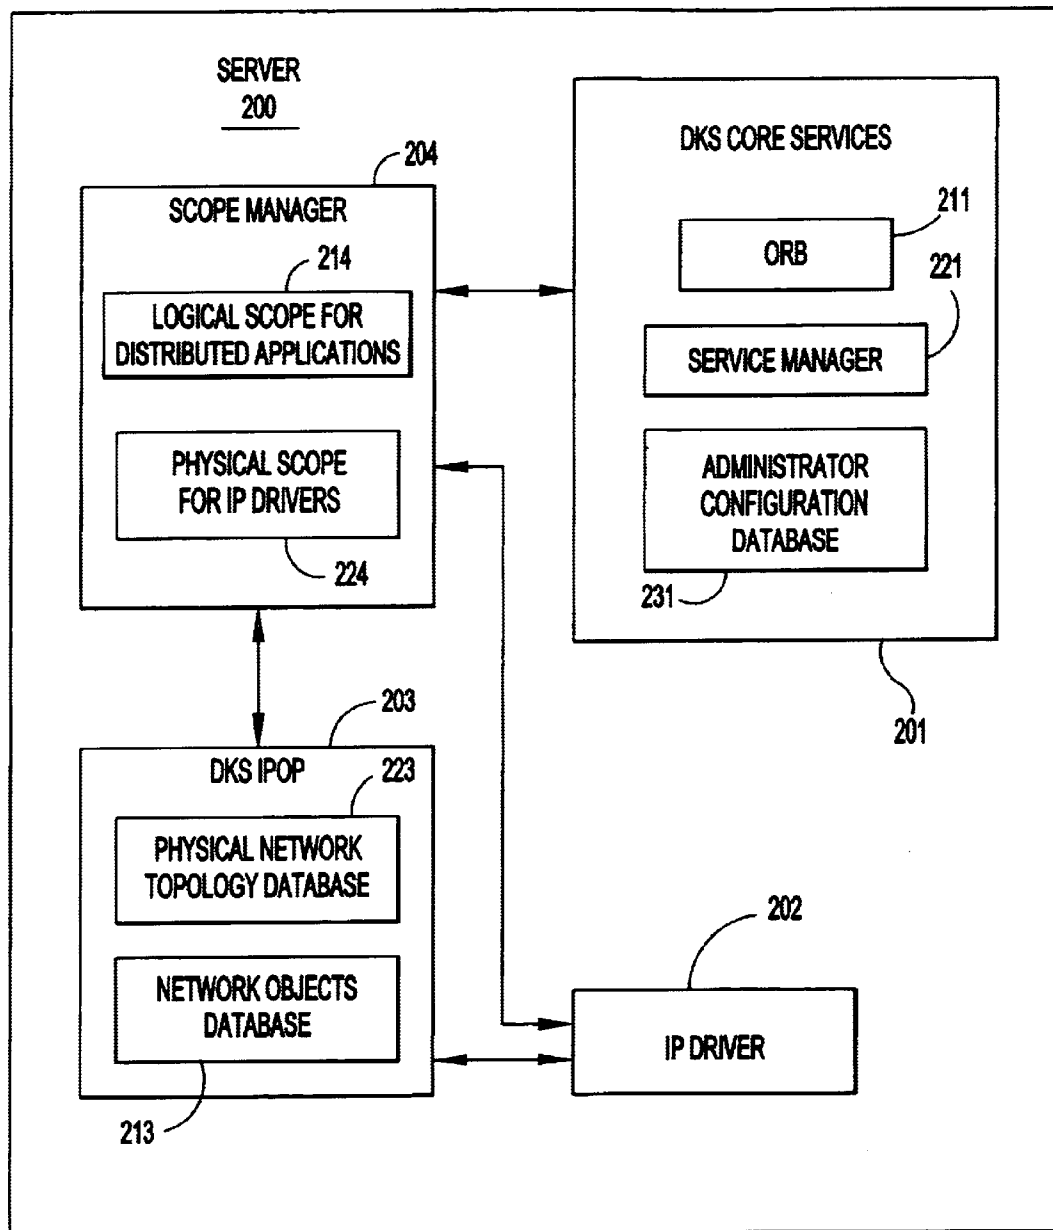 SERVER
200
204
SCOPE MANAGER
214
LOGICAL SCOPE FOR
DISTRIBUTED APPLICATIONS
PHYSICAL SCOPE
FOR IP DRIVERS
224
DKS CORE SERVICES
211
ORB
221
SERVICE MANAGER
ADMINISTRATOR
CONFIGURATION
DATABASE
231
201
203
DKS IPOP
223
PHYSICAL NETWORK
TOPOLOGY DATABASE
NETWORK OBJECTS
DATABASE
213
202
IP DRIVER